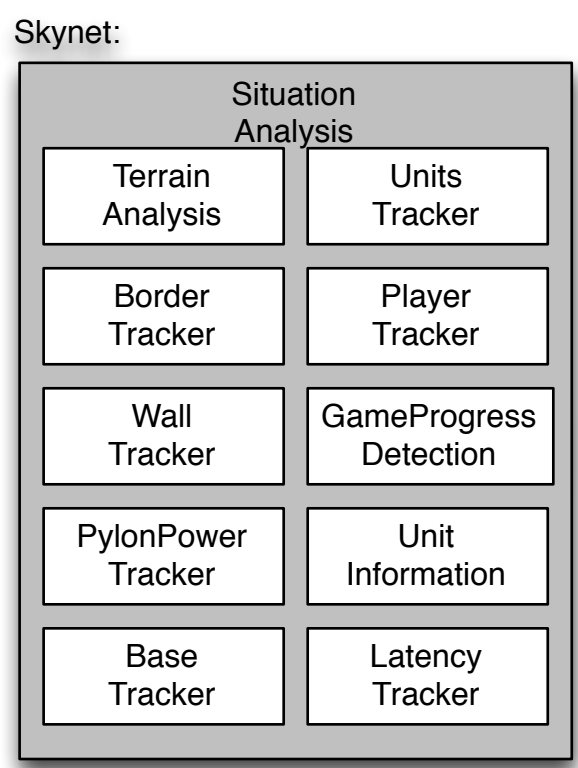 Skynet:
Situation
Analysis
Terrain
Analysis
Units
Tracker
Border
Tracker
Player
Tracker
Wall
Tracker
GameProgress
Detection
PylonPower
Tracker
Unit
Information
Base
Tracker
Latency
Tracker